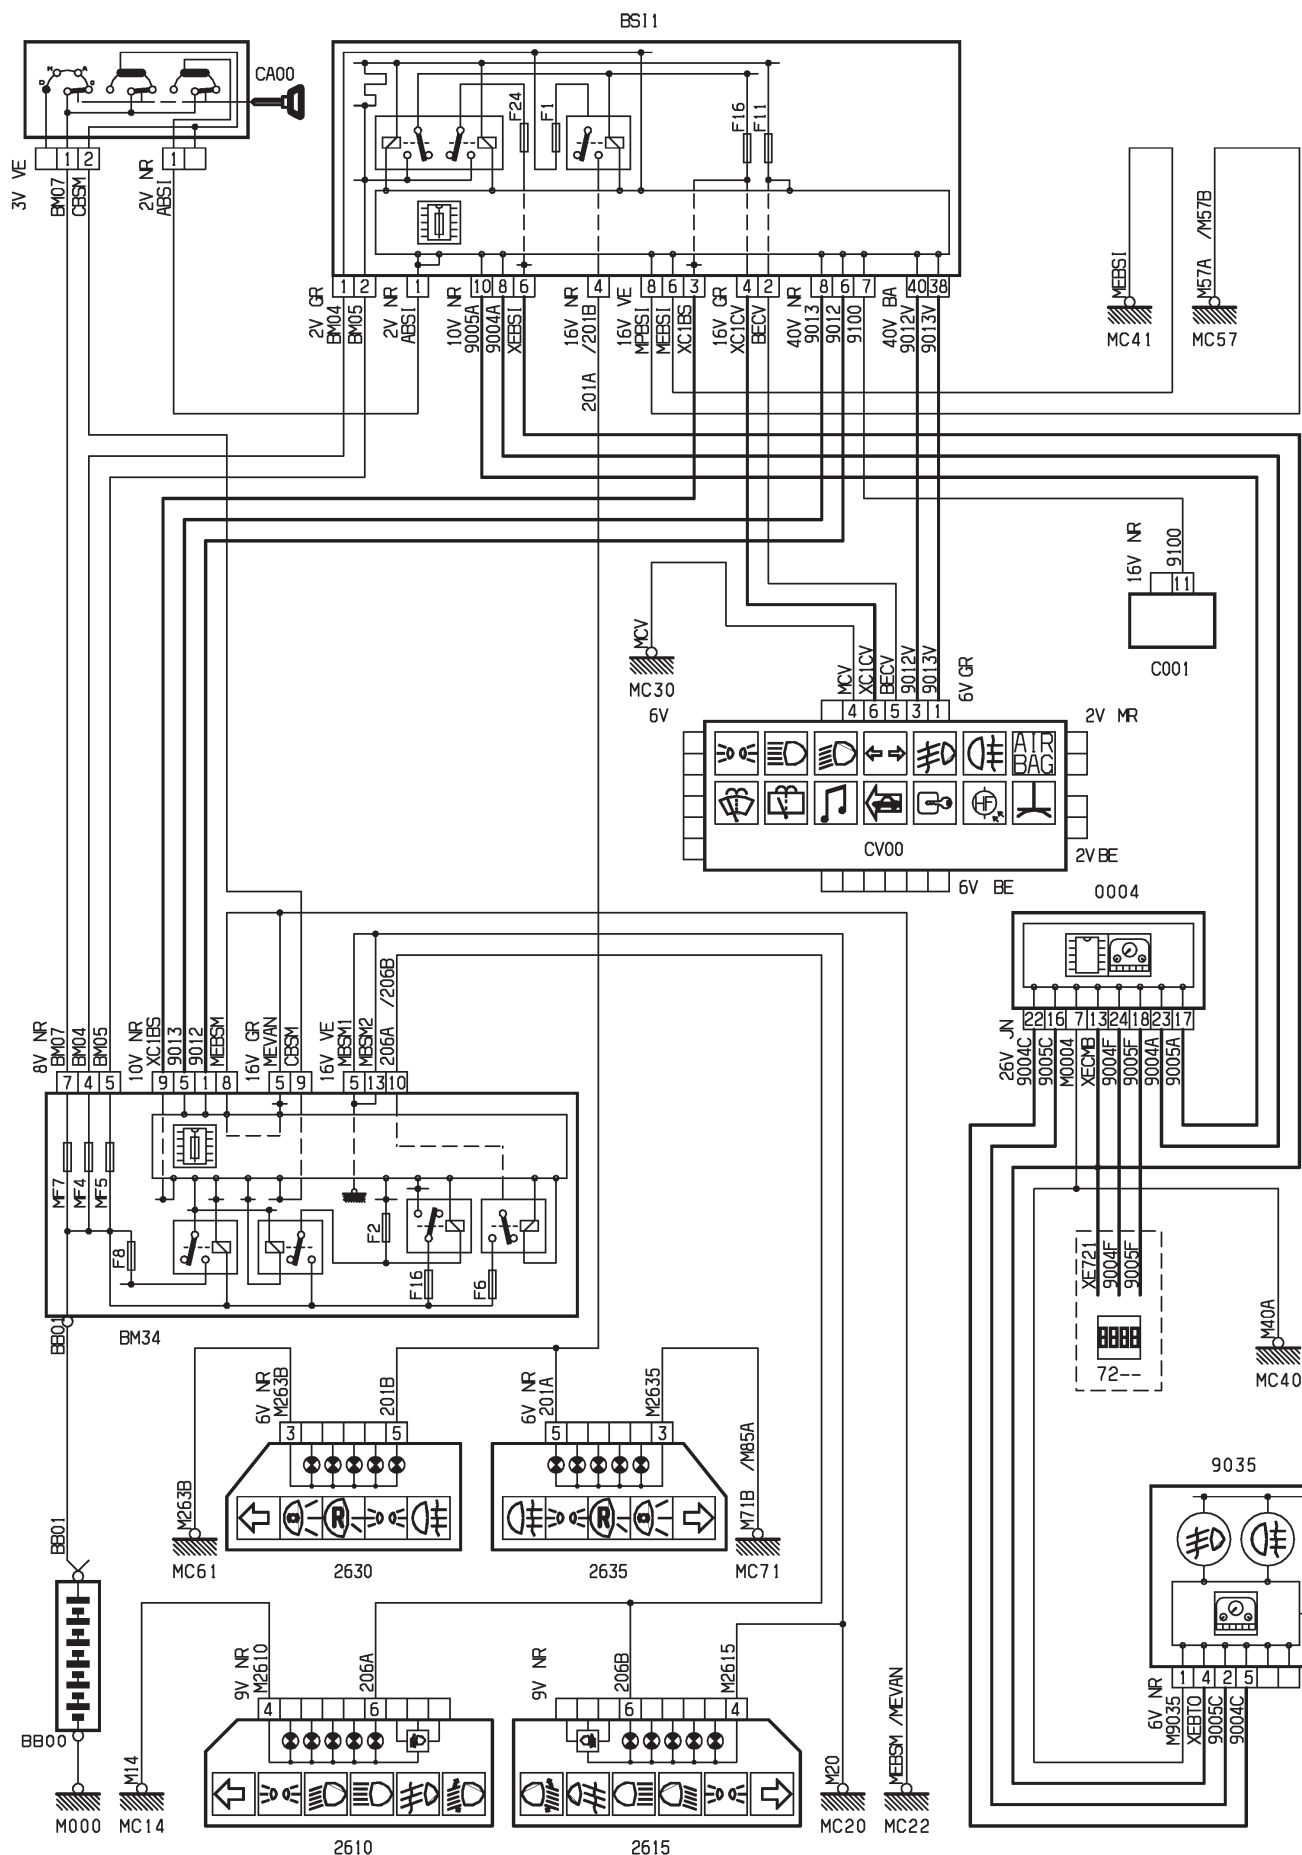 BSI1
CA00
D N A C
3V VE
1 2
BM07
CBSM
2V NR
1
ABSI
F24
F1
F16
F11
1 2
1
10 8 6
4
8 6 3
4 2
8 6 7
40 38
2V GR
BM04
BM05
2V NR
ABSI
10V NR
9005A
9004A
XEBSI
16V NR
201A /201B
16V VE
MPBSI
MEBSI
XC1BS
16V GR
XC1CV
BECV
40V NR
9013
9012
9100
40V BA
9012V
9013V
MEBSI
MC41
M57A /M57B
MC57
16V NR
9100
11
C001
MCV
MC30
MCV
XC1CV
BECV
9012V
9013V
6V GR
4 6 5 3 1
6V
2V MR
AIR
BAG
HF
CV00
2V BE
6V BE
0004
22 16 7 13 24 18 23 17
26V JN
9004C
9005C
M0004
XECMB
9004F
9005F
9004A
9005A
8V NR
BM07
BM04
BM05
10V NR
XC1BS
9013
9012
MEBSM
16V GR
MEVAN
CBSM
16V VE
MBSM1
MBSM2
206A /206B
7 4 5
9 5 1 8
5 9
5 13 10
MF7
MF4
MF5
F8
F2
F16
F6
BM34
BB01
XE721
9004F
9005F
8888
72--
M40A
MC40
6V NR
M263B
201B
3 5
M263B
MC61
R
2630
6V NR
201A
M2635
5 3
M71B /M85A
MC71
R
2635
9035
1 4 2 5
6V NR
M9035
XEBTO
9005C
9004C
BB01
BB00
M000
M14
MC14
9V NR
M2610
206A
4 6
2610
9V NR
206B
M2615
6 4
2615
M20
MC20
MEBSM /MEVAN
MC22